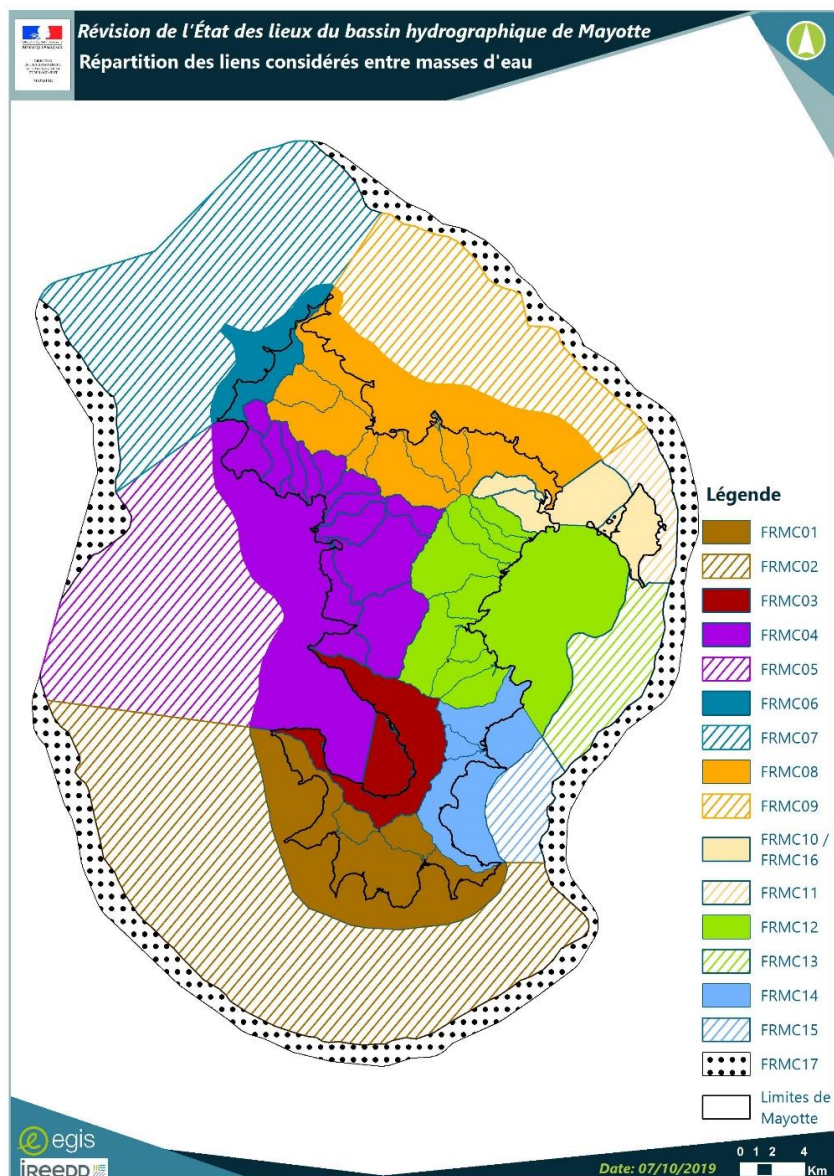 Révision de l'État des lieux du bassin hydrographique de Mayotte
Répartition des liens considérés entre masses d'eau
Légende
FRMC01
FRMC02
FRMC03
FRMC04
FRMC05
FRMC06
FRMC07
FRMC08
FRMC09
FRMC10 /
FRMC16
FRMC11
FRMC12
FRMC13
FRMC14
FRMC15
FRMC17
Limites de
Mayotte
egis
ireedd
Date: 07/10/2019
0 1 2 4
Km